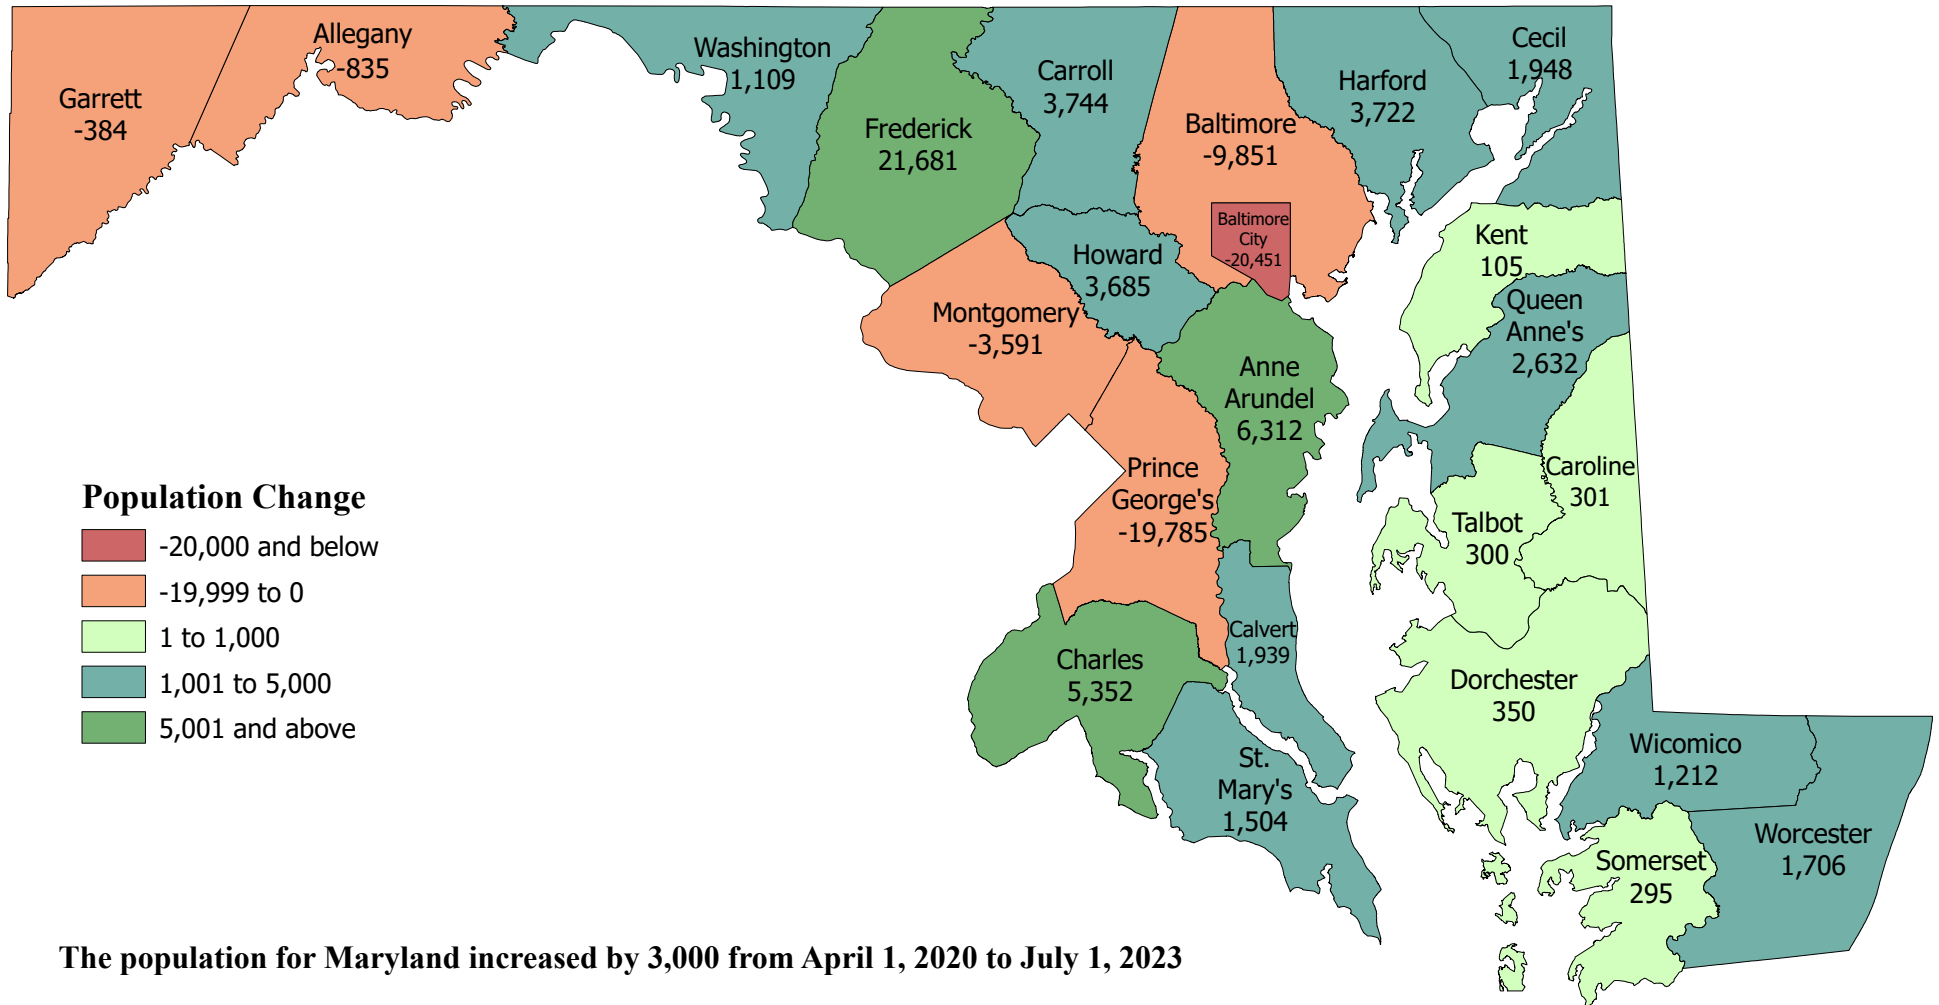 Garrett
-384
Allegany
-835
Washington
1,109
Frederick
21,681
Carroll
3,744
Baltimore
-9,851
Baltimore
City
-20,451
Harford
3,722
Cecil
1,948
Kent
105
Queen
Anne's
2,632
Howard
3,685
Montgomery
-3,591
Anne
Arundel
6,312
Prince
George's
-19,785
Caroline
301
Talbot
300
Calvert
1,939
Charles
5,352
Dorchester
350
St.
Mary's
1,504
Wicomico
1,212
Worcester
1,706
Somerset
295
Population Change
-20,000 and below
-19,999 to 0
1 to 1,000
1,001 to 5,000
5,001 and above
The population for Maryland increased by 3,000 from April 1, 2020 to July 1, 2023